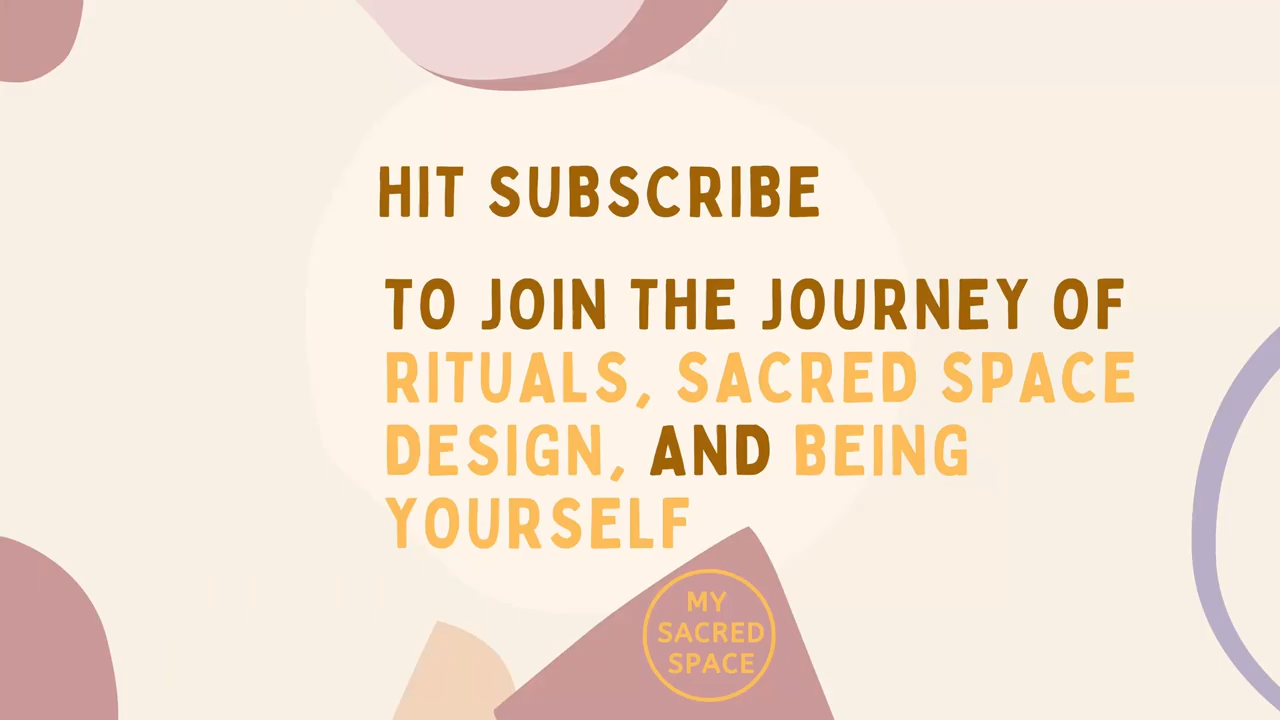 HIT SUBSCRIBE
TO JOIN THE JOURNEY OF
RITUALS, SACRED SPACE
DESIGN, AND BEING
YOURSELF
MY
SACRED
SPACE